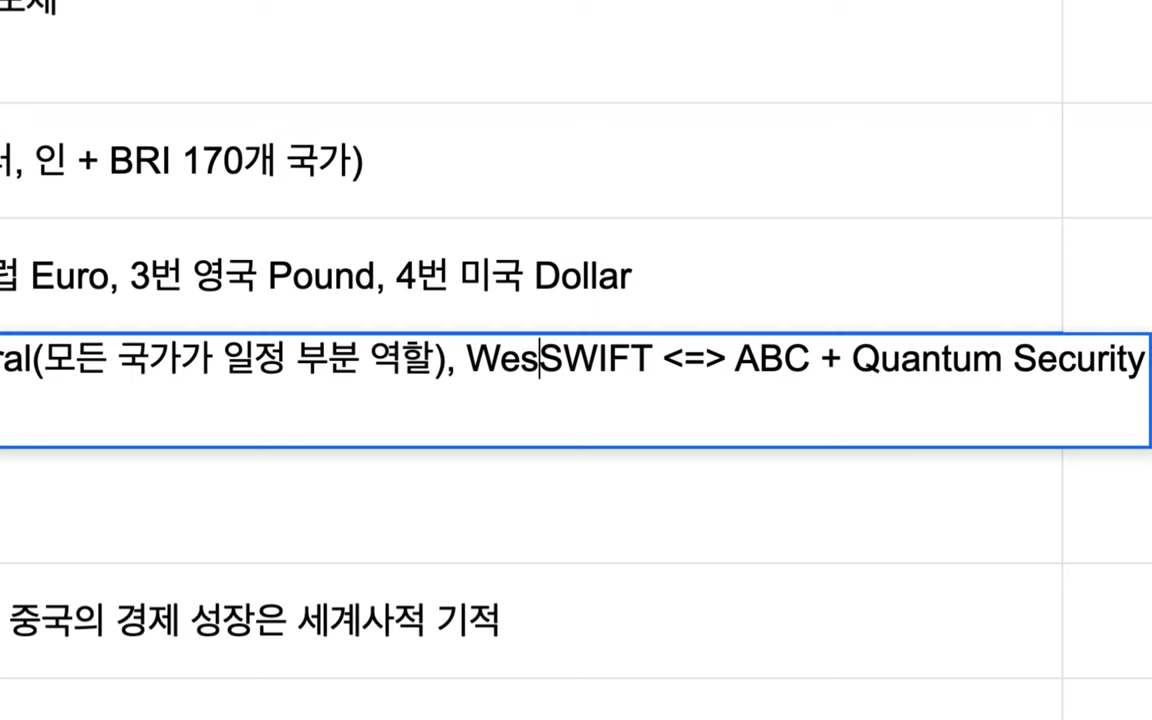 인 + BRI 170개 국가)
Euro, 3번 영국 Pound, 4번 미국 Dollar
ral(모든 국가가 일정 부분 역할), WesSWIFT <=> ABC + Quantum Security
중국의 경제 성장은 세계사적 기적